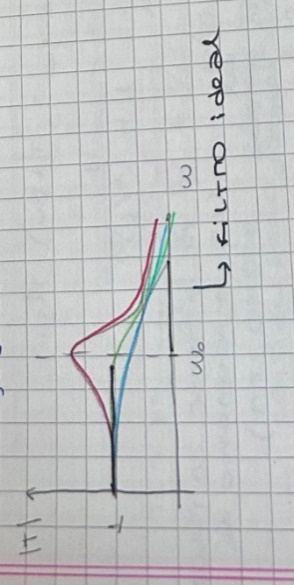 |T|
1
ω₀
ω
↳ FILTRO ideal